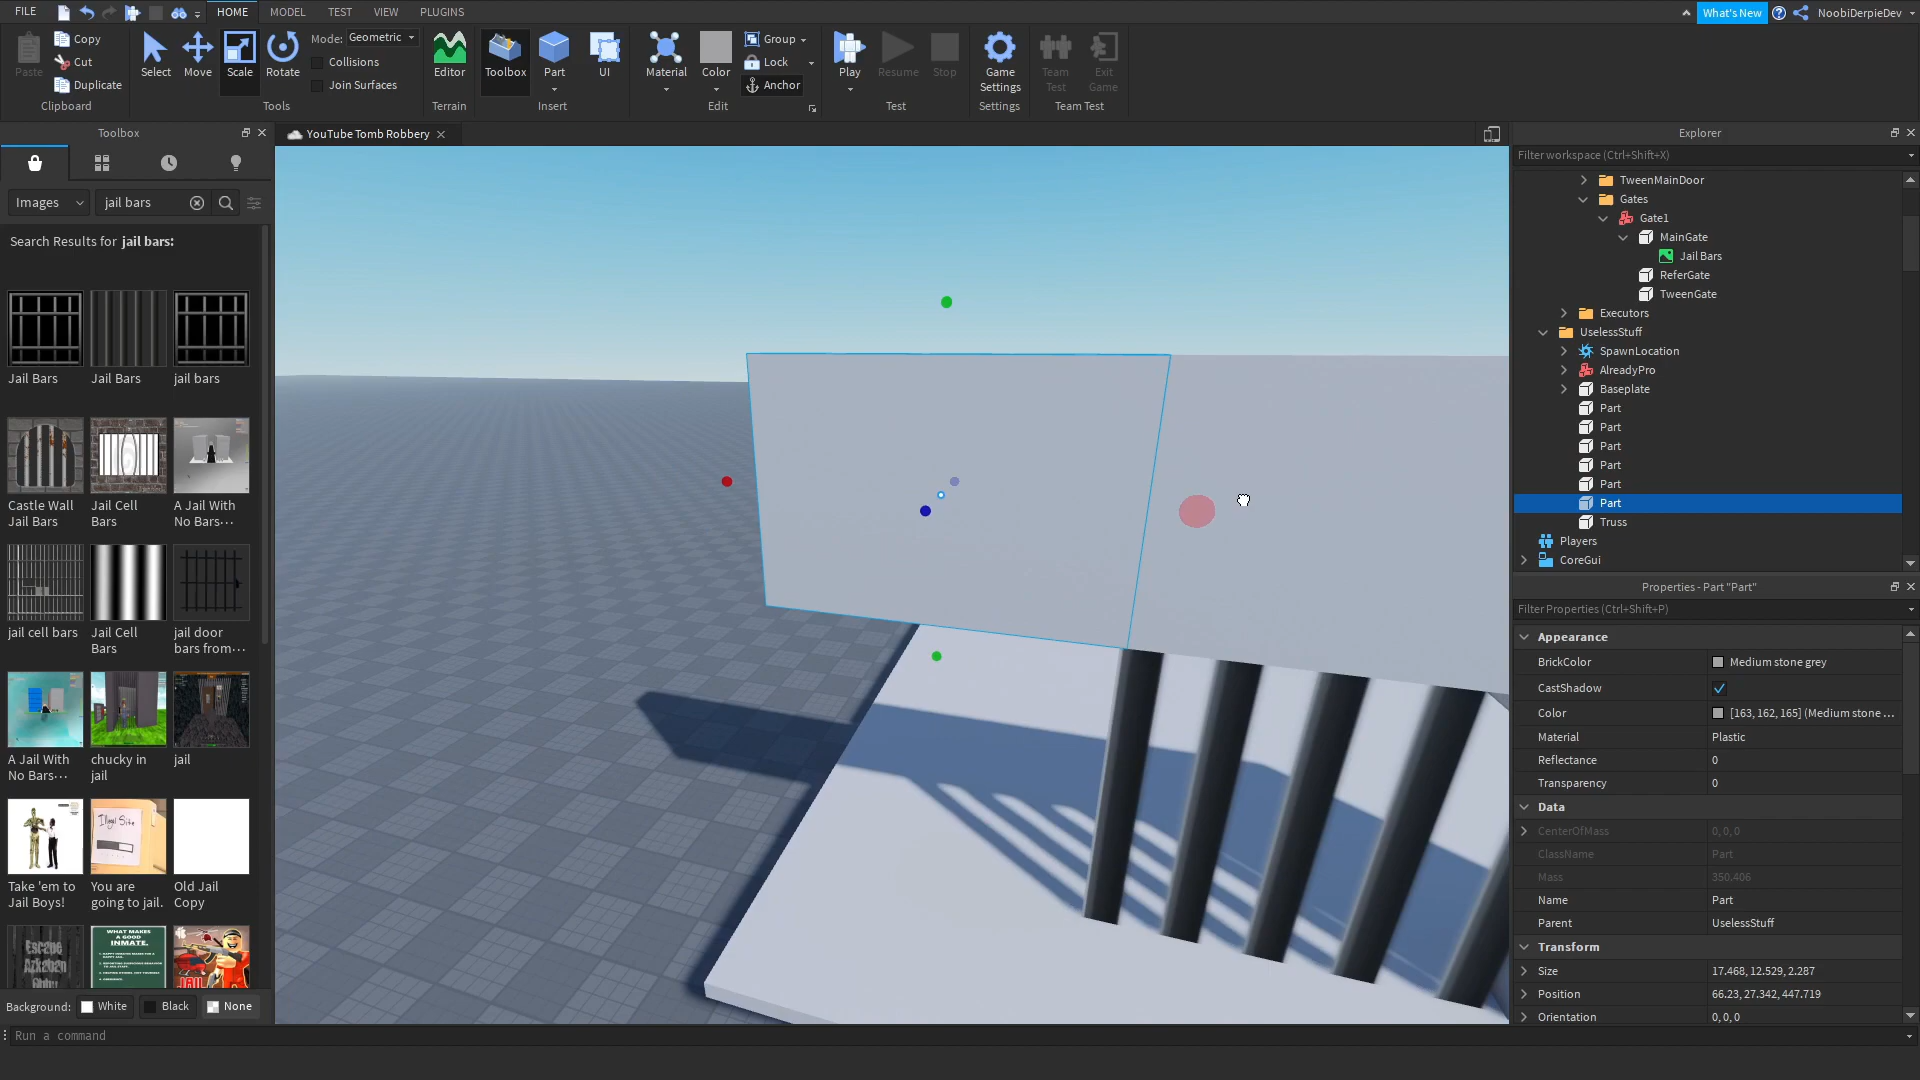 FILE
HOME
MODEL
TEST
VIEW
PLUGINS
What's New
NoobiDerpieDev
Paste
Copy
Cut
Duplicate
Clipboard
Select
Move
Scale
Rotate
Mode:
Geometric
Collisions
Join Surfaces
Tools
Editor
Terrain
Toolbox
Part
UI
Insert
Material
Color
Group
Lock
Anchor
Edit
Play
Resume
Stop
Test
Game
Settings
Settings
Team
Test
Exit
Game
Team Test
Toolbox
Images
jail bars
Search Results for jail bars:
Jail Bars
Jail Bars
jail bars
Castle Wall
Jail Bars
Jail Cell
Bars
A Jail With
No Bars...
jail cell bars
Jail Cell
Bars
jail door
bars from...
A Jail With
No Bars...
chucky in
jail
jail
Illegal Site
Take 'em to
Jail Boys!
You are
going to jail.
Old Jail
Copy
Escape
Azkaban
Obby
WHAT MAKES
A GOOD
INMATE.
JAIL
Background:
White
Black
None
Run a command
YouTube Tomb Robbery
Explorer
Filter workspace (Ctrl+Shift+X)
TweenMainDoor
Gates
Gate1
MainGate
Jail Bars
ReferGate
TweenGate
Executors
UselessStuff
SpawnLocation
AlreadyPro
Baseplate
Part
Part
Part
Part
Part
Part
Truss
Players
CoreGui
Properties - Part "Part"
Filter Properties (Ctrl+Shift+P)
Appearance
BrickColor
Medium stone grey
CastShadow
Color
[163, 162, 165] (Medium stone ...
Material
Plastic
Reflectance
0
Transparency
0
Data
CenterOfMass
0, 0, 0
ClassName
Part
Mass
350.406
Name
Part
Parent
UselessStuff
Transform
Size
17.468, 12.529, 2.287
Position
66.23, 27.342, 447.719
Orientation
0, 0, 0